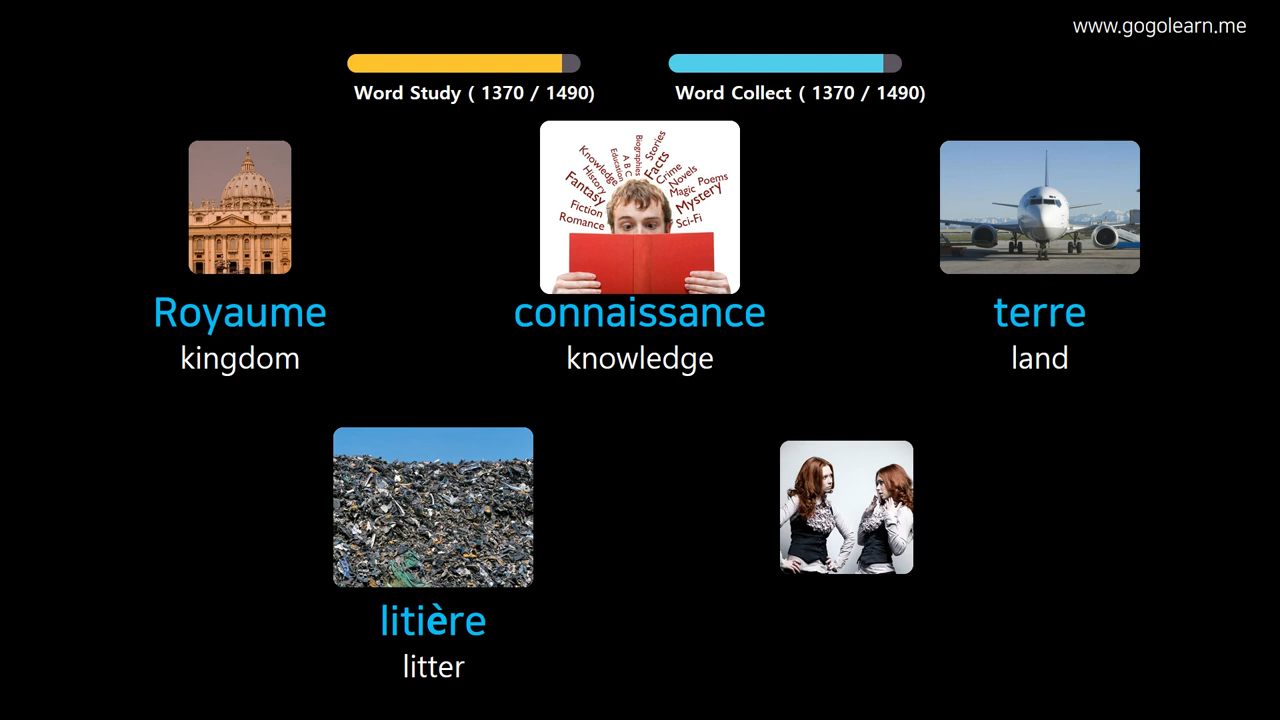 www.gogolearn.me
Word Study ( 1370 / 1490)
Word Collect ( 1370 / 1490)
Stories
Biographies
Facts
A B C
Education
Knowledge
Crime
History
Novels
Poems
Fantasy
Magic
Mystery
Fiction
Romance
Sci-Fi
Royaume
connaissance
terre
kingdom
knowledge
land
litière
litter